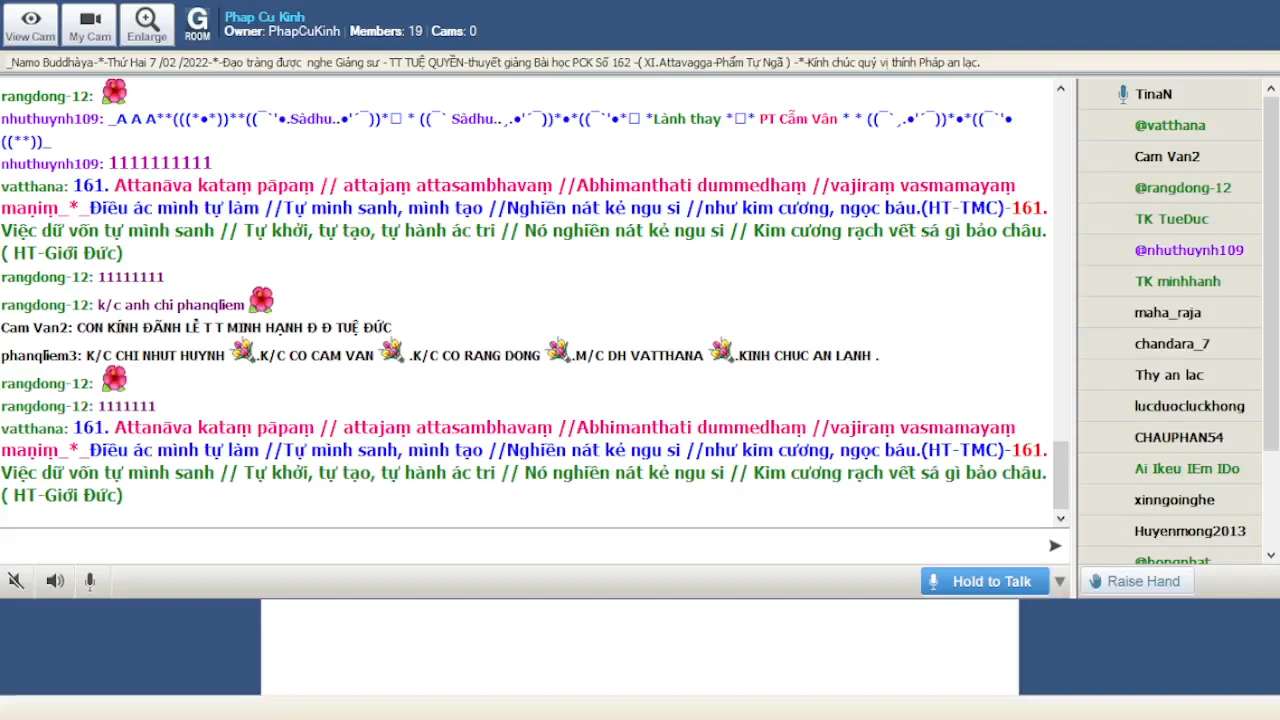 View Cam
My Cam
Enlarge
G
ROOM
Phap Cu Kinh
Owner: PhapCuKinh Members: 19 Cams: 0
_Namo Buddhàya-*-Thứ Hai 7 /02 /2022-*-Đạo tràng được nghe Giảng sư - TT TUỆ QUYỀN-thuyết giảng Bài học PCK Số 162 -( XI.Attavagga-Phẩm Tự Ngã ) -*-Kính chúc quý vị thính Pháp an lạc.
rangdong-12:
nhuthuynh109: _A A A**(((*●*))**((¯`'●.Sàdhu..●'´¯))*□ * ((¯` Sàdhu..¸.●'´¯))*●*((¯`'●*□ *Lành thay *□* PT Cẩm Vân * * ((¯`¸.●'´¯))*●*((¯`'●
((**))_
nhuthuynh109: 1111111111
vatthana: 161. Attanāva kataṃ pāpaṃ // attajaṃ attasambhavaṃ //Abhimanthati dummedhaṃ //vajiraṃ vasmamayaṃ
maṇiṃ_*_Điều ác mình tự làm //Tự mình sanh, mình tạo //Nghiền nát kẻ ngu si //như kim cương, ngọc báu.(HT-TMC)-161.
Việc dữ vốn tự mình sanh // Tự khởi, tự tạo, tự hành ác tri // Nó nghiền nát kẻ ngu si // Kim cương rạch vết sá gì bảo châu.
( HT-Giới Đức)
rangdong-12: 11111111
rangdong-12: k/c anh chi phanqliem
Cam Van2: CON KÍNH ĐÃNH LỄ T T MINH HẠNH Đ Đ TUỆ ĐỨC
phanqliem3: K/C CHI NHUT HUYNH .K/C CO CAM VAN .K/C CO RANG DONG .M/C DH VATTHANA .KINH CHUC AN LANH .
rangdong-12:
rangdong-12: 1111111
vatthana: 161. Attanāva kataṃ pāpaṃ // attajaṃ attasambhavaṃ //Abhimanthati dummedhaṃ //vajiraṃ vasmamayaṃ
maṇiṃ_*_Điều ác mình tự làm //Tự mình sanh, mình tạo //Nghiền nát kẻ ngu si //như kim cương, ngọc báu.(HT-TMC)-161.
Việc dữ vốn tự mình sanh // Tự khởi, tự tạo, tự hành ác tri // Nó nghiền nát kẻ ngu si // Kim cương rạch vết sá gì bảo châu.
( HT-Giới Đức)
TinaN
@vatthana
Cam Van2
@rangdong-12
TK TueDuc
@nhuthuynh109
TK minhhanh
maha_raja
chandara_7
Thy an lac
lucduocluckhong
CHAUPHAN54
Ai Ikeu IEm IDo
xinngoinghe
Huyenmong2013
@hongphat
Hold to Talk
Raise Hand